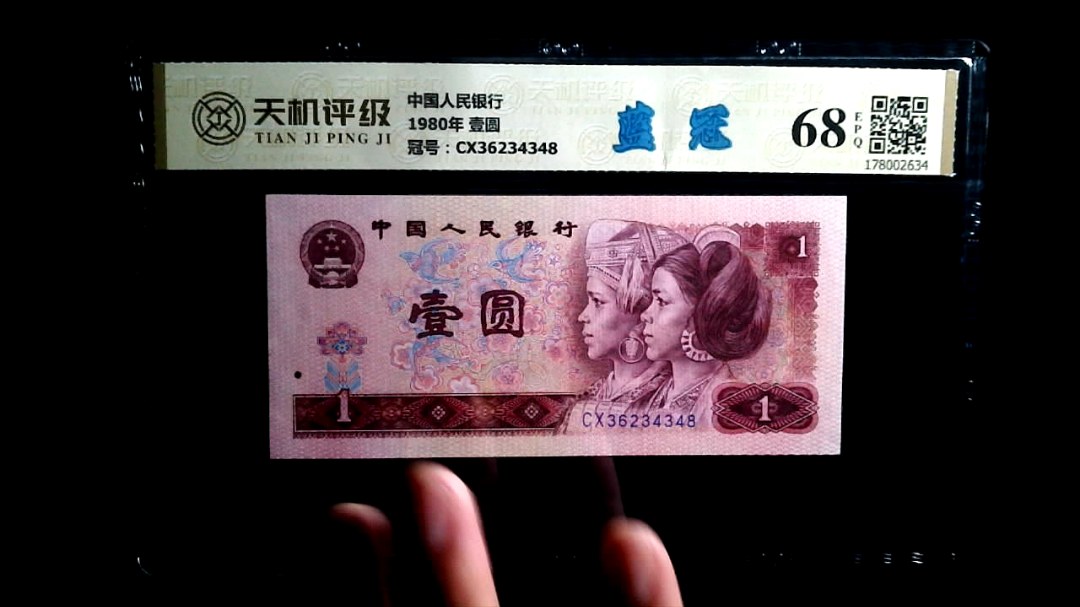 天机评级
TIAN JI PING JI
中国人民银行
1980年 壹圆
冠号：CX36234348
蓝 冠
68
EPQ
178002634
中国人民银行
1
壹圆
1
CX36234348
1